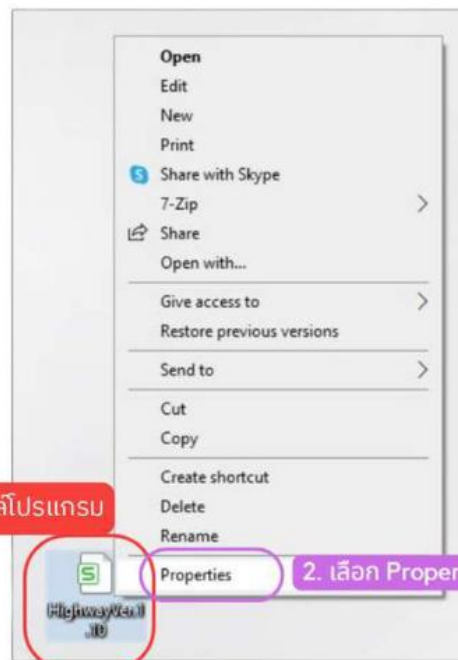 Open
Edit
New
Print
Share with Skype
7-Zip
Share
Open with...
Give access to
Restore previous versions
Send to
Cut
Copy
Create shortcut
Delete
Rename
Properties
2. เลือก Proper
ล์โปรแกรม
HighwayVer.1
.10